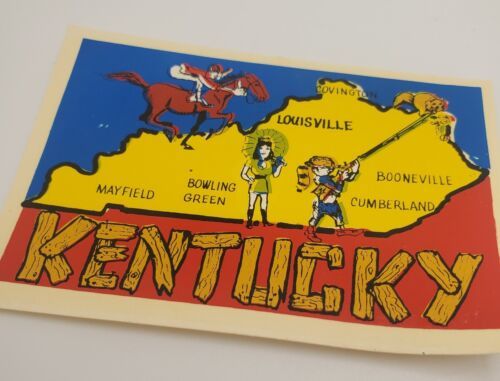 COVINGTON
LOUISVILLE
MAYFIELD
BOWLING
GREEN
BOONEVILLE
CUMBERLAND
KENTUCKY